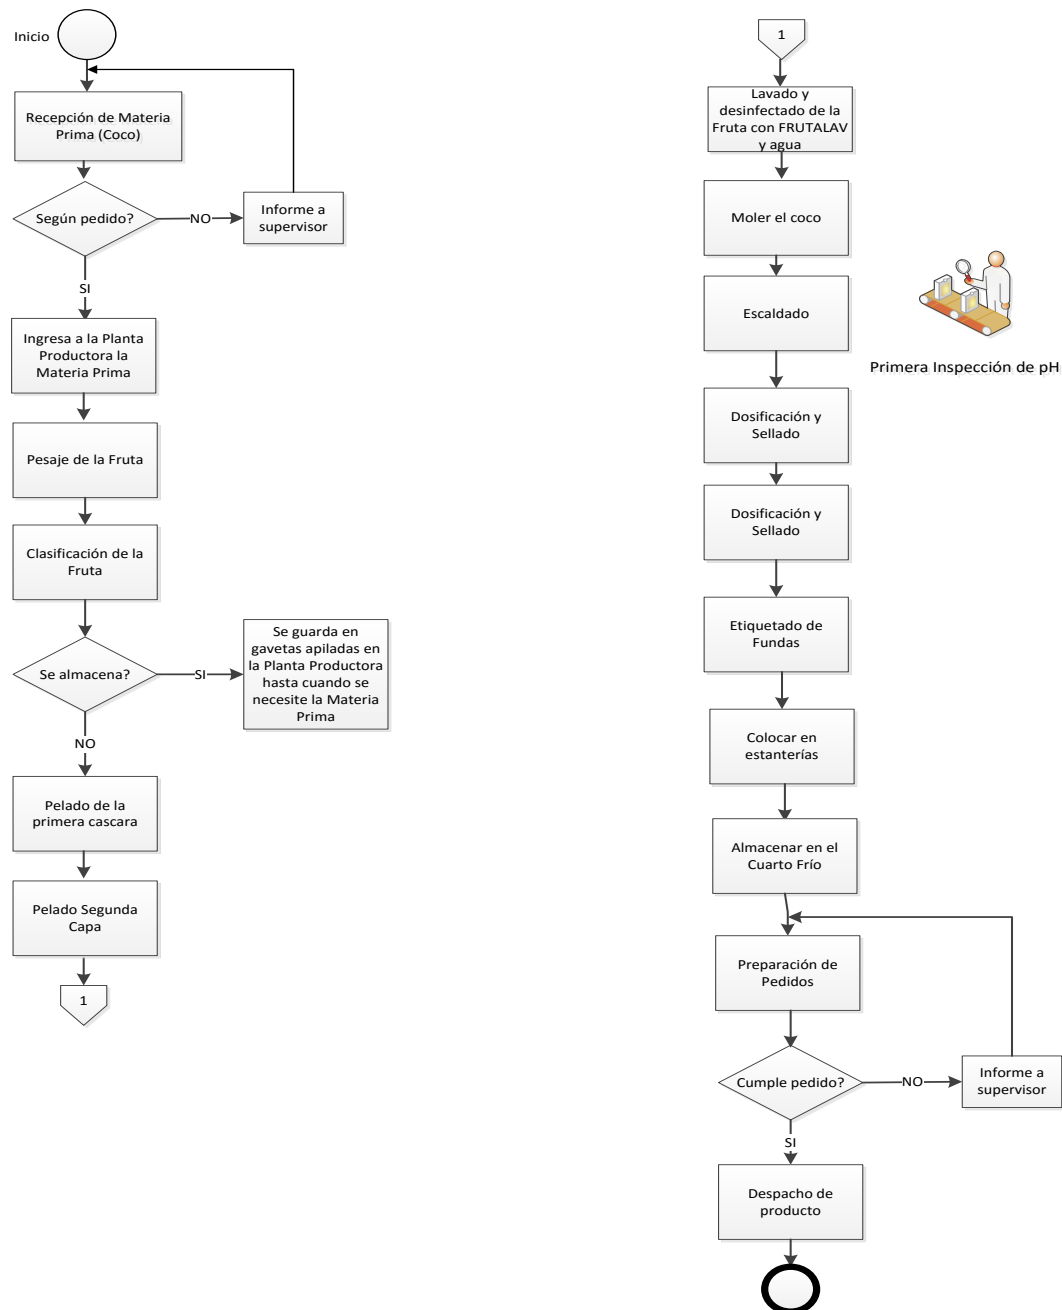 Inicio
Recepción de Materia
Prima (Coco)
Según pedido?
NO
Informe a
supervisor
SI
Ingresa a la Planta
Productora la
Materia Prima
Pesaje de la Fruta
Clasificación de la
Fruta
Se almacena?
SI
Se guarda en
gavetas apiladas en
la Planta Productora
hasta cuando se
necesite la Materia
Prima
NO
Pelado de la
primera cascara
Pelado Segunda
Capa
1
1
Lavado y
desinfectado de la
Fruta con FRUTALAV
y agua
Moler el coco
Escaldado
Primera Inspección de pH
Dosificación y
Sellado
Dosificación y
Sellado
Etiquetado de
Fundas
Colocar en
estanterías
Almacenar en el
Cuarto Frío
Preparación de
Pedidos
Cumple pedido?
NO
Informe a
supervisor
SI
Despacho de
producto